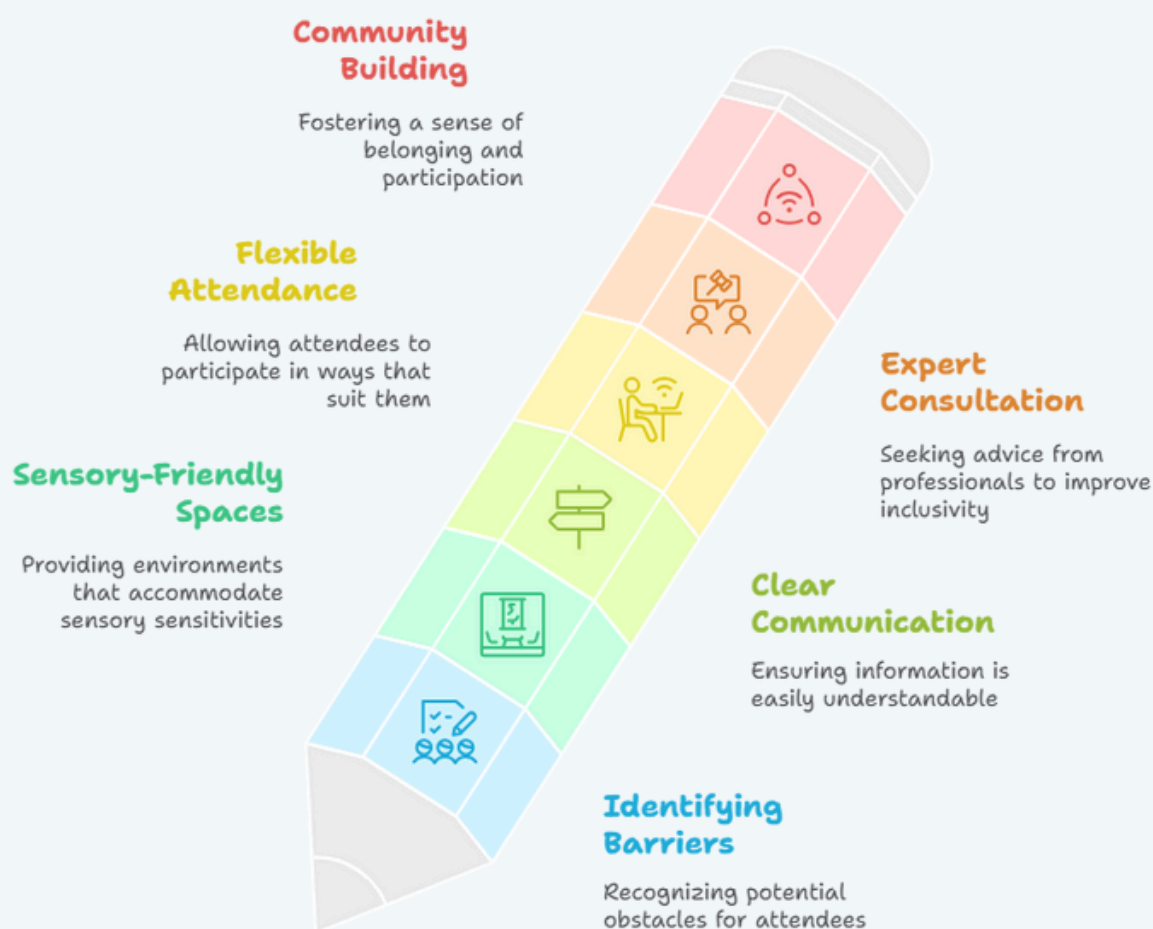 Community
Building
Fostering a sense of
belonging and
participation
Flexible
Attendance
Allowing attendees to
participate in ways that
suit them
Expert
Consultation
Seeking advice from
professionals to improve
inclusivity
Sensory-Friendly
Spaces
Providing environments
that accommodate
sensory sensitivities
Clear
Communication
Ensuring information is
easily understandable
Identifying
Barriers
Recognizing potential
obstacles for attendees